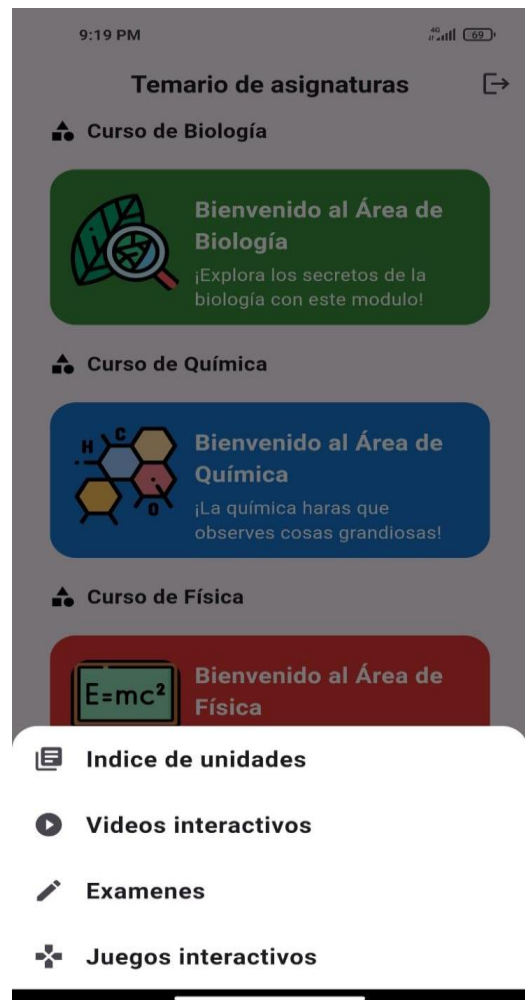 9:19 PM
4G
69
Temario de asignaturas
Curso de Biología
Bienvenido al Área de
Biología
¡Explora los secretos de la
biología con este modulo!
Curso de Química
H C
O
Bienvenido al Área de
Química
¡La química haras que
observes cosas grandiosas!
Curso de Física
E=mc²
Bienvenido al Área de
Física
Indice de unidades
Videos interactivos
Examenes
Juegos interactivos